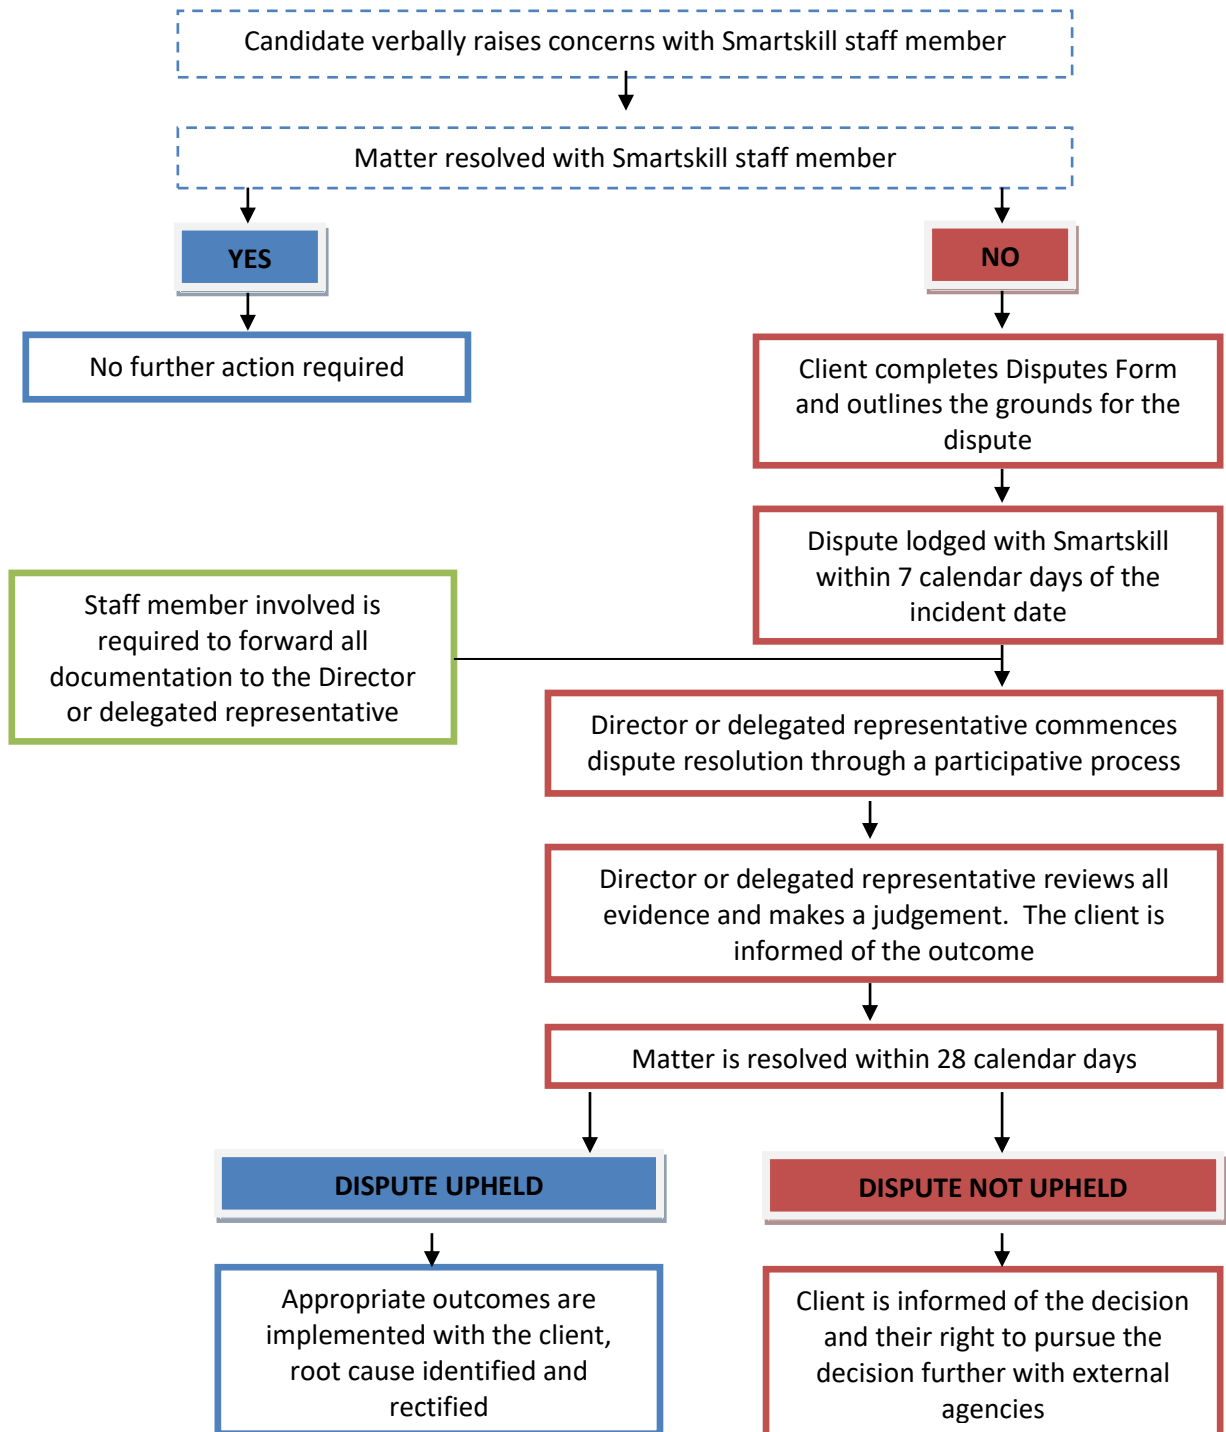 Candidate verbally raises concerns with Smartskill staff member
Matter resolved with Smartskill staff member
YES
NO
No further action required
Client completes Disputes Form
and outlines the grounds for the
dispute
Dispute lodged with Smartskill
within 7 calendar days of the
incident date
Staff member involved is
required to forward all
documentation to the Director
or delegated representative
Director or delegated representative commences
dispute resolution through a participative process
Director or delegated representative reviews all
evidence and makes a judgement.  The client is
informed of the outcome
Matter is resolved within 28 calendar days
DISPUTE UPHELD
DISPUTE NOT UPHELD
Appropriate outcomes are
implemented with the client,
root cause identified and
rectified
Client is informed of the decision
and their right to pursue the
decision further with external
agencies